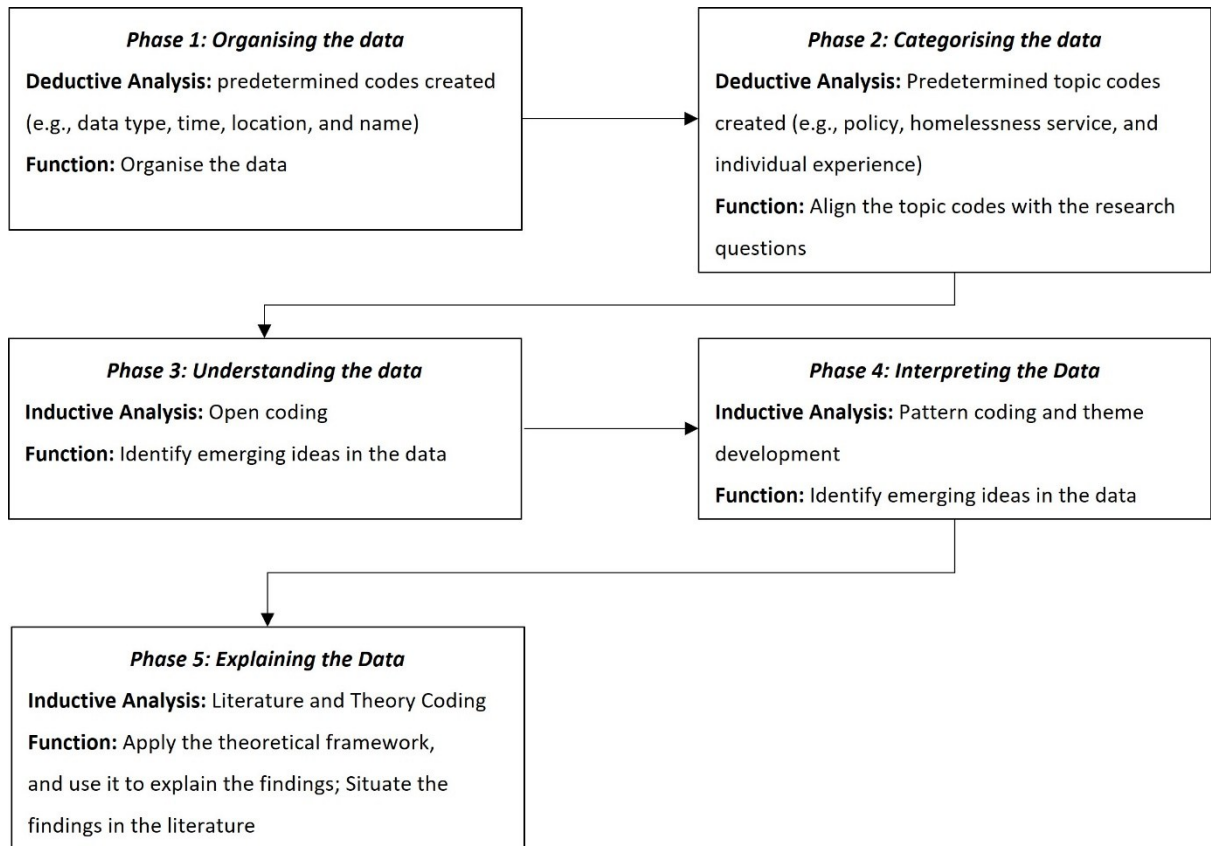 Phase 1: Organising the data
Deductive Analysis: predetermined codes created
(e.g., data type, time, location, and name)
Function: Organise the data
Phase 2: Categorising the data
Deductive Analysis: Predetermined topic codes
created (e.g., policy, homelessness service, and
individual experience)
Function: Align the topic codes with the research
questions
Phase 3: Understanding the data
Inductive Analysis: Open coding
Function: Identify emerging ideas in the data
Phase 4: Interpreting the Data
Inductive Analysis: Pattern coding and theme
development
Function: Identify emerging ideas in the data
Phase 5: Explaining the Data
Inductive Analysis: Literature and Theory Coding
Function: Apply the theoretical framework,
and use it to explain the findings; Situate the
findings in the literature